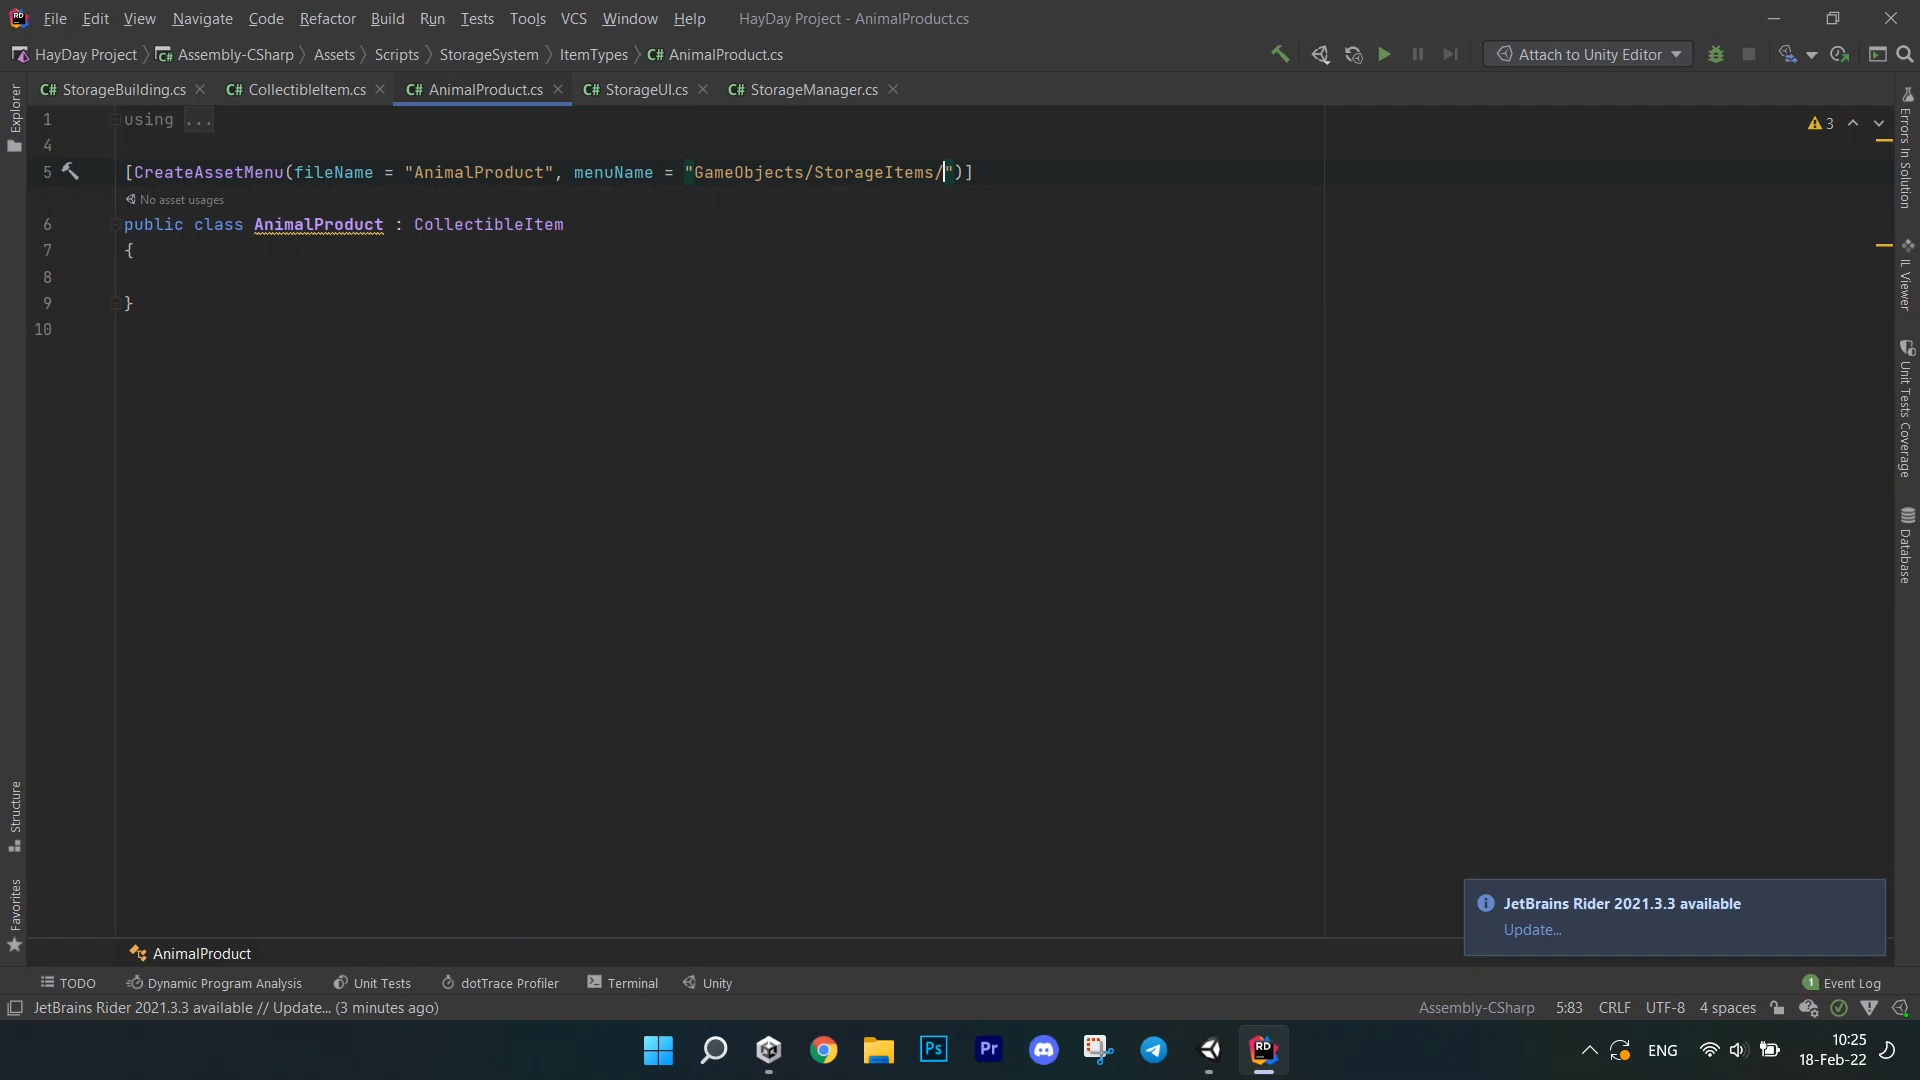 File Edit View Navigate Code Refactor Build Run Tests Tools VCS Window Help HayDay Project - AnimalProduct.cs
HayDay Project Assembly-CSharp Assets Scripts StorageSystem ItemTypes C# AnimalProduct.cs Attach to Unity Editor
C# StorageBuilding.cs C# CollectibleItem.cs C# AnimalProduct.cs C# StorageUI.cs C# StorageManager.cs
Explorer
1 using ...
3
4
5 [CreateAssetMenu(fileName = "AnimalProduct", menuName = "GameObjects/StorageItems/")]
No asset usages
6 public class AnimalProduct : CollectibleItem
7 {
8
9 }
10
Errors In Solution
IL Viewer
Unit Tests Coverage
Database
Structure
Favorites
JetBrains Rider 2021.3.3 available
Update...
AnimalProduct
TODO Dynamic Program Analysis Unit Tests dotTrace Profiler Terminal Unity 1 Event Log
JetBrains Rider 2021.3.3 available // Update... (3 minutes ago) Assembly-CSharp 5:83 CRLF UTF-8 4 spaces
Ps Pr RD ENG 10:25
18-Feb-22